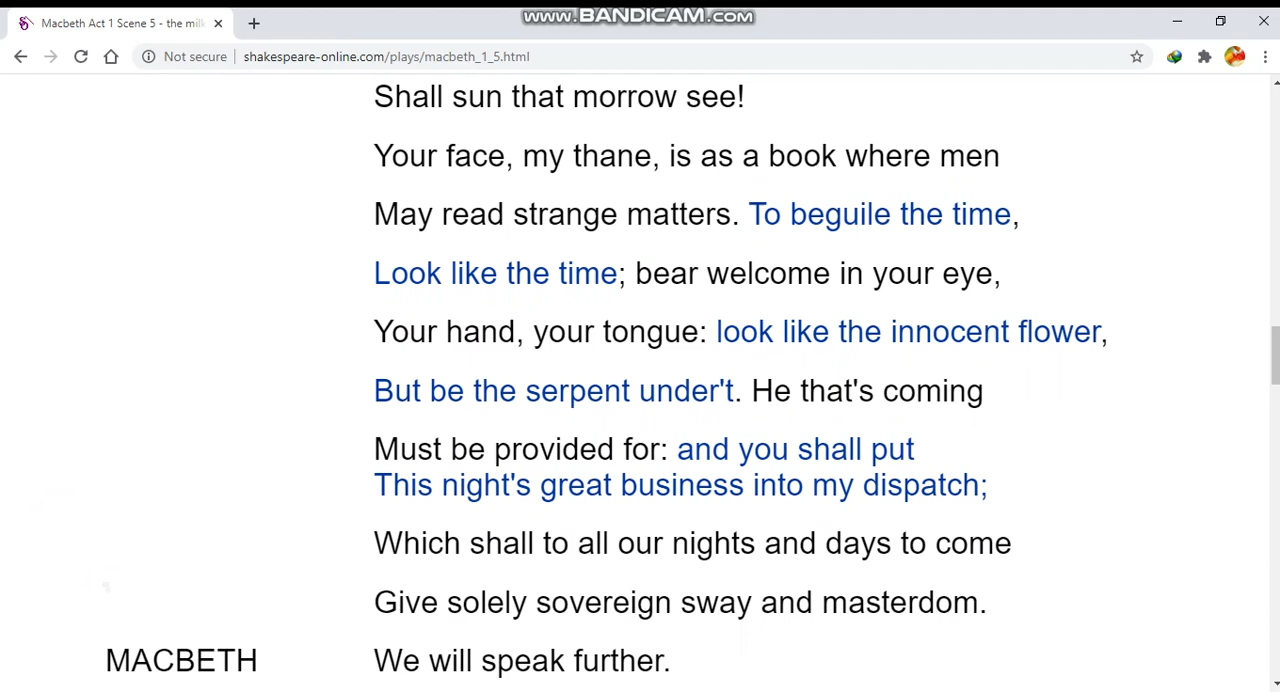 www.BANDICAM.com
Macbeth Act 1 Scene 5 - the milk
Not secure
shakespeare-online.com/plays/macbeth_1_5.html
Shall sun that morrow see!
Your face, my thane, is as a book where men
May read strange matters. To beguile the time,
Look like the time; bear welcome in your eye,
Your hand, your tongue: look like the innocent flower,
But be the serpent under't. He that's coming
Must be provided for: and you shall put
This night's great business into my dispatch;
Which shall to all our nights and days to come
Give solely sovereign sway and masterdom.
MACBETH We will speak further.